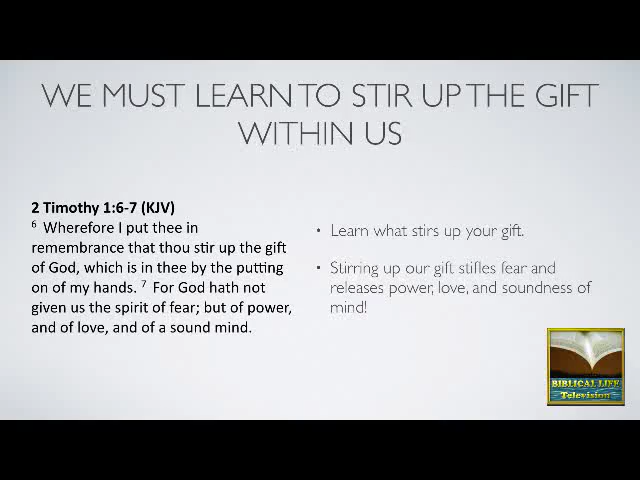 WE MUST LEARN TO STIR UP THE GIFT
WITHIN US
2 Timothy 1:6-7 (KJV)
6 Wherefore I put thee in
remembrance that thou stir up the gift
of God, which is in thee by the putting
on of my hands. 7 For God hath not
given us the spirit of fear; but of power,
and of love, and of a sound mind.
• Learn what stirs up your gift.
• Stirring up our gift stifles fear and
releases power, love, and soundness of
mind!
BIBLICAL LIFE
Television